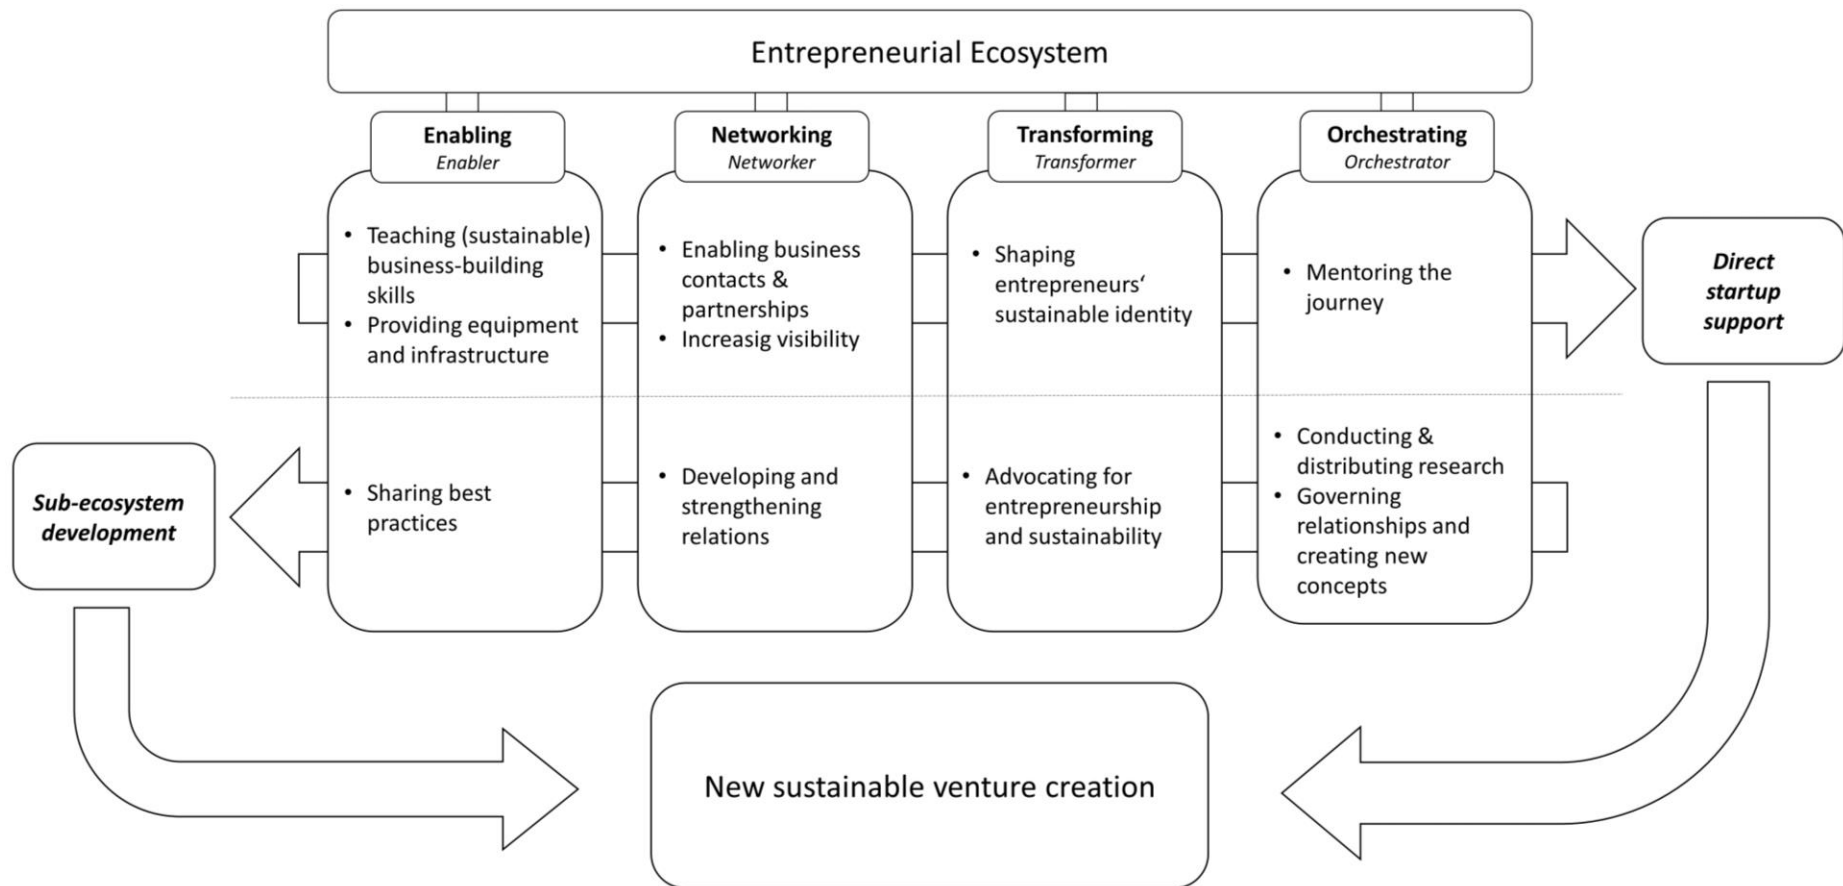 Entrepreneurial Ecosystem
Enabling
Enabler
Networking
Networker
Transforming
Transformer
Orchestrating
Orchestrator
• Teaching (sustainable)
business-building
skills
• Providing equipment
and infrastructure
• Enabling business
contacts &
partnerships
• Increasig visibility
• Shaping
entrepreneurs‘
sustainable identity
• Mentoring the
journey
Direct
startup
support
Sub-ecosystem
development
• Sharing best
practices
• Developing and
strengthening
relations
• Advocating for
entrepreneurship
and sustainability
• Conducting &
distributing research
• Governing
relationships and
creating new
concepts
New sustainable venture creation